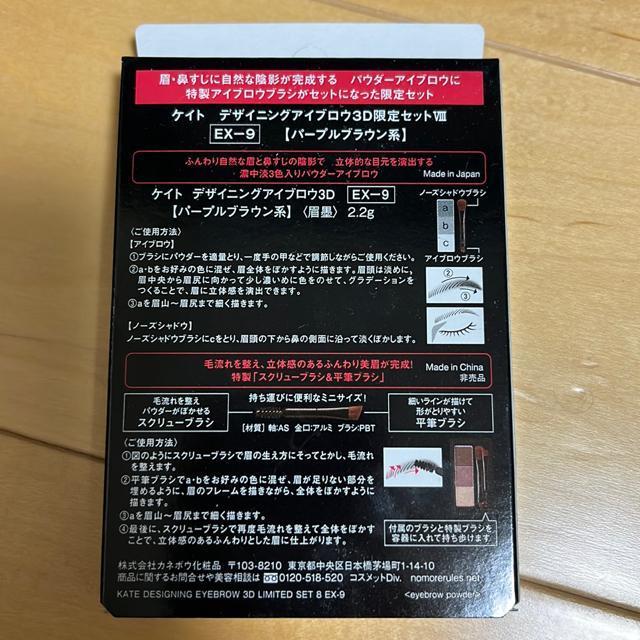 眉・鼻すじに自然な陰影が完成する パウダーアイブロウに
特製アイブロウブラシがセットになった限定セット
ケイト デザイニングアイブロウ3D限定セットⅧ
EX-9 【パープルブラウン系】
ふんわり自然な眉と鼻すじの陰影で 立体的な目元を演出する
濃中淡3色入りパウダーアイブロウ
Made in Japan
ケイト デザイニングアイブロウ3D EX-9
【パープルブラウン系】〈眉墨〉 2.2g
ノーズシャドウブラシ
a
b
c
アイブロウブラシ
〈ご使用方法〉
【アイブロウ】
①ブラシにパウダーを適量とり、一度手の甲などで調節しながらご使用ください。
②a・bをお好みの色に混ぜ、眉全体をぼかすように描きます。眉頭は淡めに、
眉中央から眉尻に向かって少し濃いめに色をのせて、グラデーションを
つくることで、眉に立体感を演出できます。
③aを眉山〜眉尻まで細く描きます。
②
③
【ノーズシャドウ】
ノーズシャドウブラシにcをとり、眉頭の下から鼻の側面に沿って淡くぼかします。
毛流れを整え、立体感のあるふんわり美眉が完成!
特製「スクリューブラシ&平筆ブラシ」
Made in China
非売品
毛流れを整え
パウダーがぼかせる
スクリューブラシ
持ち運びに便利なミニサイズ!
【材質】 軸:AS 金口:アルミ ブラシ:PBT
細いラインが描けて
形がとりやすい
平筆ブラシ
〈ご使用方法〉
①図のようにスクリューブラシで眉の生え方にそってとかし、毛流れ
を整えます。
②平筆ブラシでa・bをお好みの色に混ぜ、眉が足りない部分を
埋めるように、眉のフレームを描きながら、全体をぼかすように描
きます。
③aを眉山〜眉尻まで細く描きます。
④最後に、スクリューブラシで再度毛流れを整えて全体をぼかす
ことで、立体感のあるふんわりとした眉に仕上がります。
付属のブラシと特製ブラシを
容器に入れて持ち歩けます
株式会社カネボウ化粧品 〒103-8210 東京都中央区日本橋茅場町1-14-10
商品に関するお問合せや美容相談は 0120-518-520 コスメットDiv. nomorerules.net
KATE DESIGNING EYEBROW 3D LIMITED SET 8 EX-9 <eyebrow powder>